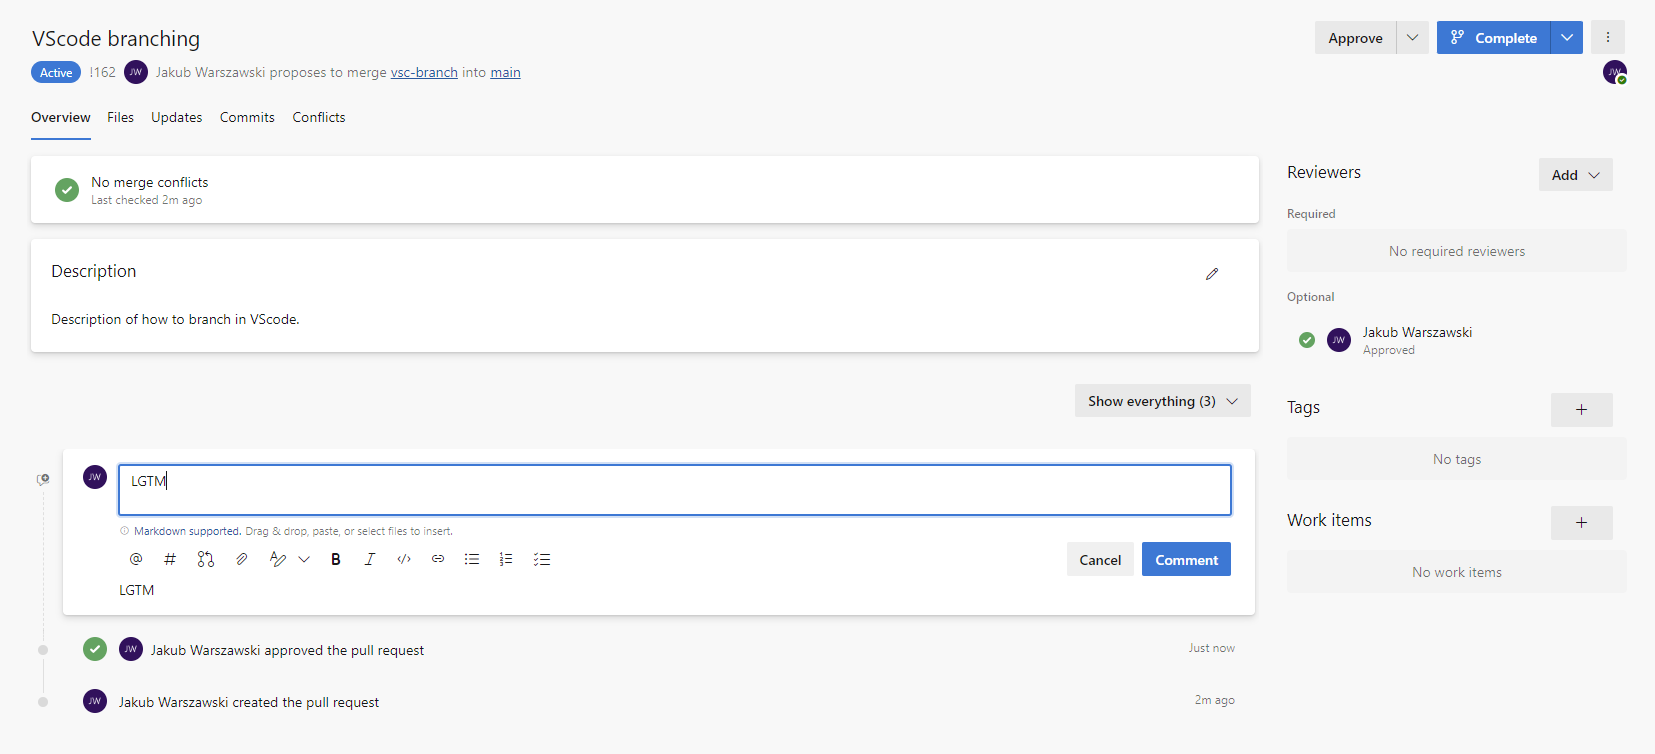 VScode branching
Approve
Complete
Active !162 JW Jakub Warszawski proposes to merge vsc-branch into main
JW
Overview Files Updates Commits Conflicts
No merge conflicts
Last checked 2m ago
Description
Description of how to branch in VScode.
Show everything (3)
JW
LGTM
Markdown supported. Drag & drop, paste, or select files to insert.
@ # B I </>
Cancel
Comment
LGTM
JW Jakub Warszawski approved the pull request
Just now
JW Jakub Warszawski created the pull request
2m ago
Reviewers
Add
Required
No required reviewers
Optional
JW Jakub Warszawski
Approved
Tags
+
No tags
Work items
+
No work items